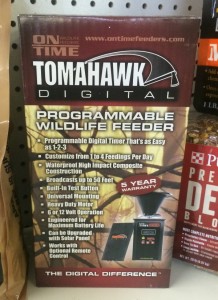 ON TIME
www.ontimefeeders.com
TOMAHAWK
DIGITAL
PROGRAMMABLE
WILDLIFE FEEDER
• Programmable Digital Timer That's as Easy
as 1-2-3
• Customize from 1 to 4 Feedings Per Day
• Waterproof High Impact Composite
Construction
• Broadcasts up to 50 Feet
• Built-In Test Button
• Universal Mounting
• Heavy Duty Motor
• 6 or 12 Volt Operation
• Engineered for
Maximum Battery Life
• Can be Upgraded
with Solar Panel
• Works with
Optional Remote
Control
5 YEAR
WARRANTY
THE DIGITAL DIFFERENCE
PRE
DE
BLO